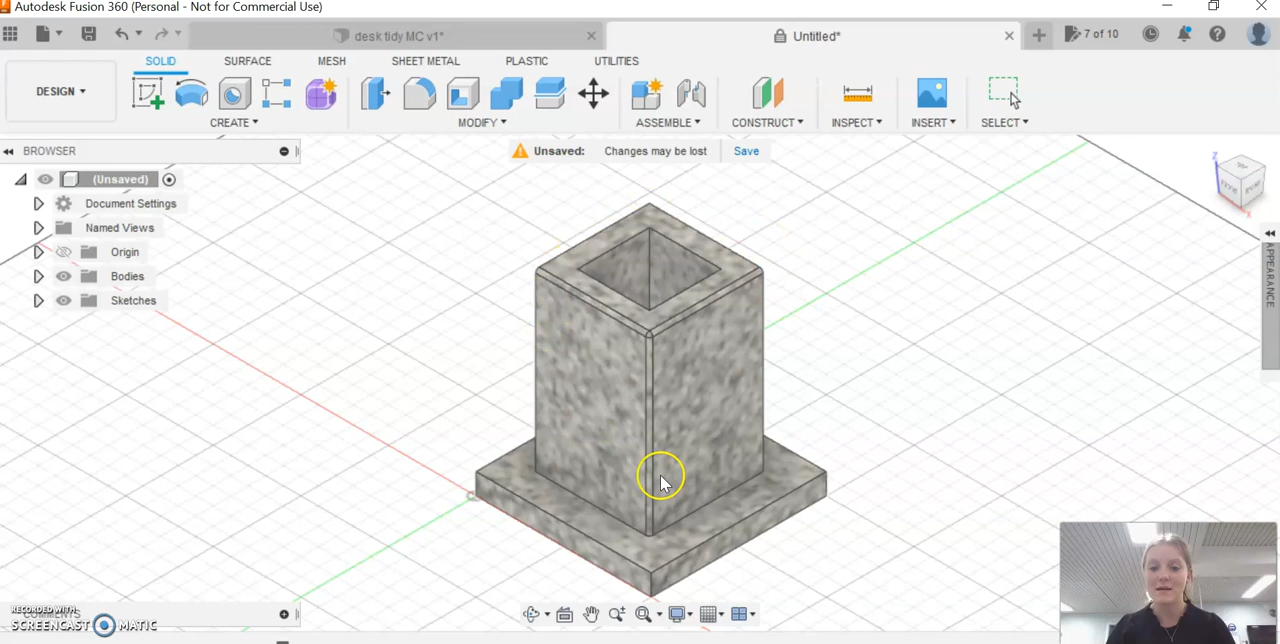 Autodesk Fusion 360 (Personal - Not for Commercial Use)
desk tidy MC v1*
Untitled*
7 of 10
DESIGN
SOLID SURFACE MESH SHEET METAL PLASTIC UTILITIES
CREATE MODIFY ASSEMBLE CONSTRUCT INSPECT INSERT SELECT
BROWSER
Unsaved: Changes may be lost Save
(Unsaved)
Document Settings
Named Views
Origin
Bodies
Sketches
Z
X
APPEARANCE
RECORDED WITH
COMMENTS
SCREENCAST MATIC